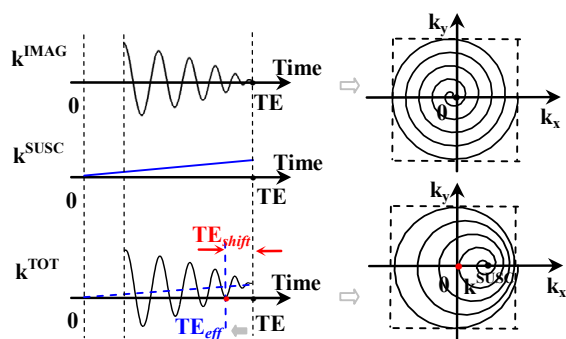 k^IMAG
Time
0
TE
k^SUSC
Time
0
TE
TE_shift
k^TOT
Time
0
TE
TE_eff
k_y
0
k_x
k_y
0
k^SUSC
k_x